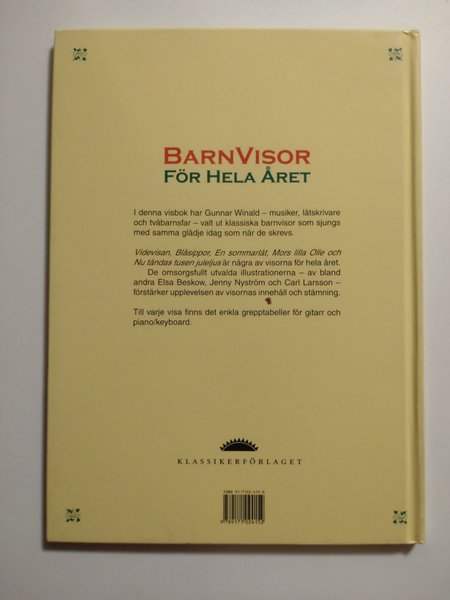 BARNVISOR
FÖR HELA ÅRET
I denna visbok har Gunnar Winald – musiker, låtskrivare
och tvåbarnsfar – valt ut klassiska barnvisor som sjungs
med samma glädje idag som när de skrevs.
Videvisan, Blåsippor, En sommarlåt, Mors lilla Olle och
Nu tändas tusen juleljus är några av visorna för hela året.
De omsorgsfullt utvalda illustrationerna – av bland
andra Elsa Beskow, Jenny Nyström och Carl Larsson –
förstärker upplevelsen av visornas innehåll och stämning.
Till varje visa finns det enkla grepptabeller för gitarr och
piano/keyboard.
KLASSIKERFÖRLAGET